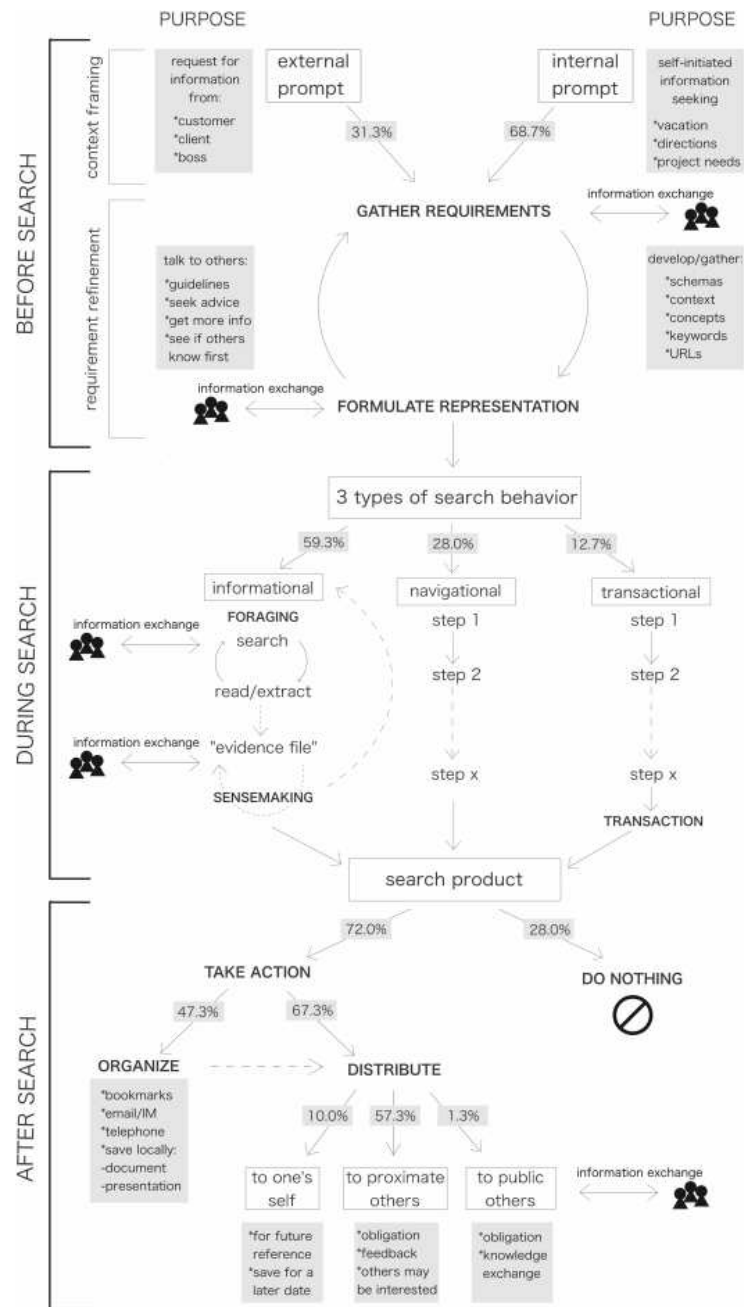 PURPOSE
PURPOSE
BEFORE SEARCH
context framing
request for
information
from:
*customer
*client
*boss
external
prompt
internal
prompt
self-initiated
information
seeking
*vacation
*directions
*project needs
31.3%
68.7%
GATHER REQUIREMENTS
information exchange
requirement refinement
talk to others:
*guidelines
*seek advice
*get more info
*see if others
know first
develop/gather:
*schemas
*context
*concepts
*keywords
*URLs
information exchange
FORMULATE REPRESENTATION
DURING SEARCH
3 types of search behavior
59.3%
28.0%
12.7%
informational
navigational
transactional
FORAGING
search
read/extract
"evidence file"
SENSEMAKING
information exchange
information exchange
step 1
step 2
step x
step 1
step 2
step x
TRANSACTION
search product
AFTER SEARCH
72.0%
28.0%
TAKE ACTION
DO NOTHING
47.3%
67.3%
ORGANIZE
DISTRIBUTE
*bookmarks
*email/IM
*telephone
*save locally:
-document
-presentation
10.0%
57.3%
1.3%
to one's
self
to proximate
others
to public
others
information exchange
*for future
reference
*save for a
later date
*obligation
*feedback
*others may
be interested
*obligation
*knowledge
exchange